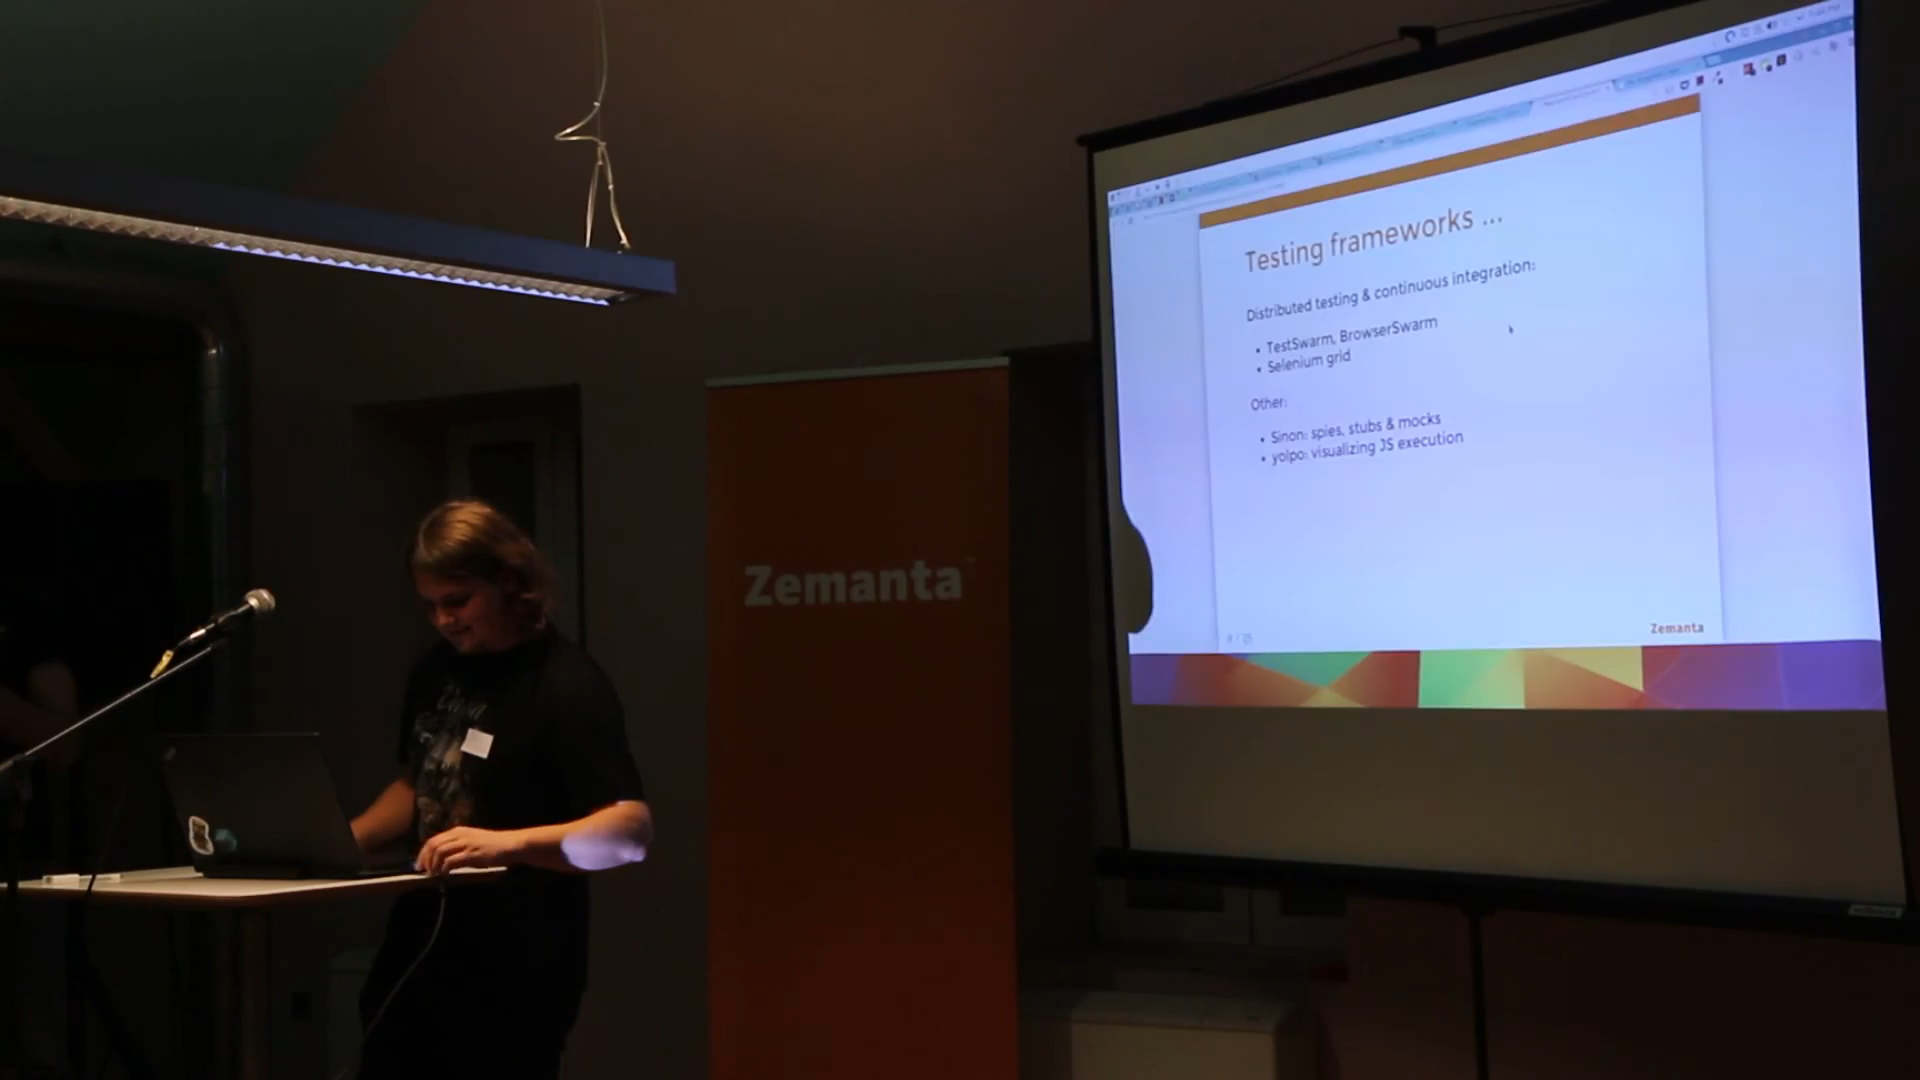 Testing frameworks ...
Distributed testing & continuous integration:
• TestSwarm, BrowserSwarm
• Selenium grid
Other:
• Sinon: spies, stubs & mocks
• yolpo: visualizing JS execution
Zemanta
Zemanta